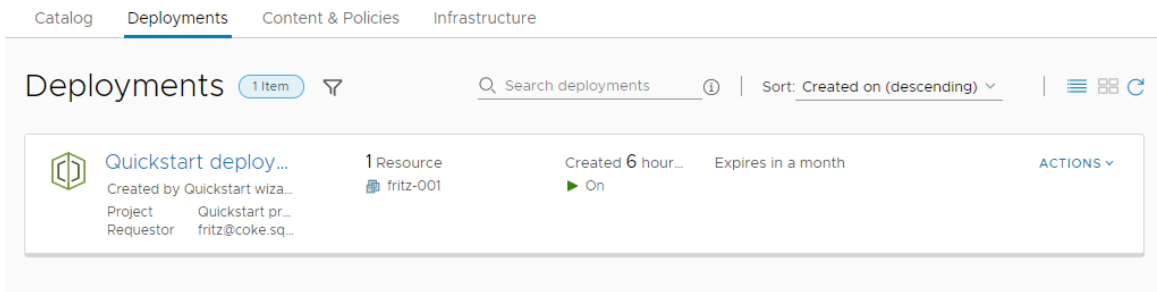 Catalog Deployments Content & Policies Infrastructure
Deployments 1 Item Search deployments Sort: Created on (descending)
Quickstart deploy... 1 Resource Created 6 hour... Expires in a month ACTIONS
Created by Quickstart wiza... fritz-001 On
Project Quickstart pr...
Requestor fritz@coke.sq...